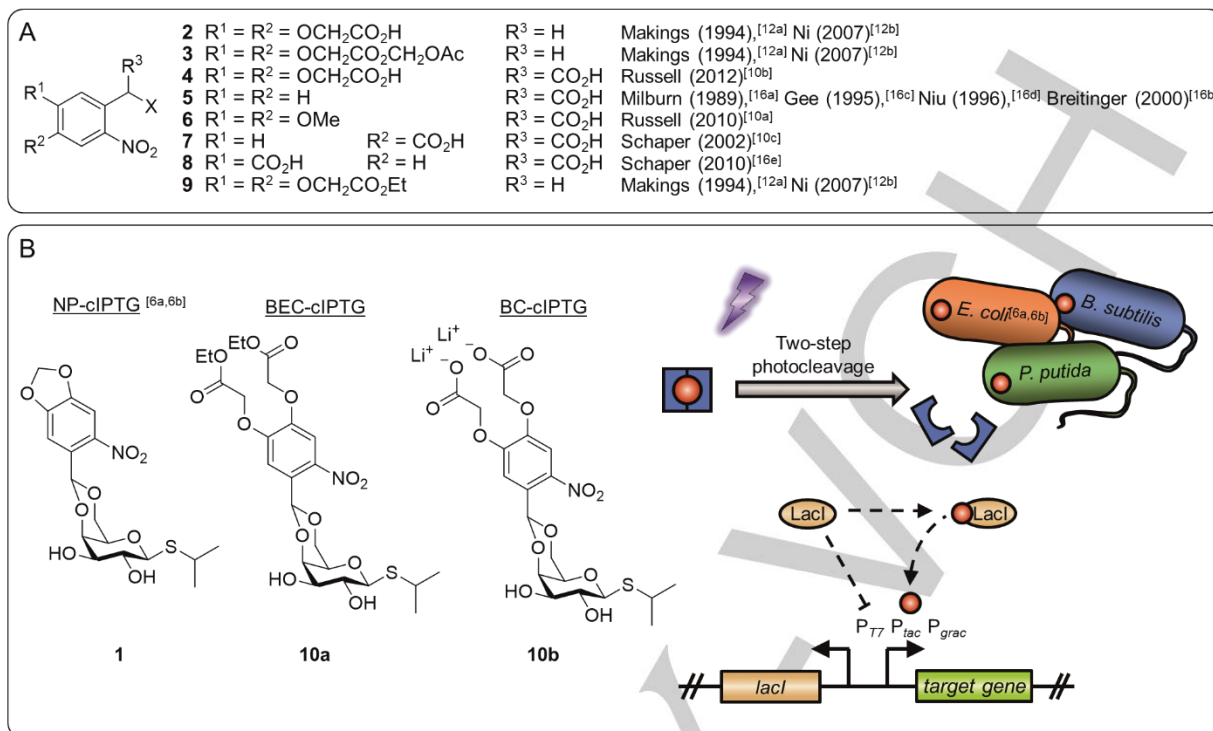 A
2 R¹ = R² = OCH₂CO₂H R³ = H Makings (1994),[12a] Ni (2007)[12b]
3 R¹ = R² = OCH₂CO₂CH₂OAc R³ = H Makings (1994),[12a] Ni (2007)[12b]
4 R¹ = R² = OCH₂CO₂H R³ = CO₂H Russell (2012)[10b]
5 R¹ = R² = H R³ = CO₂H Milburn (1989),[16a] Gee (1995),[16c] Niu (1996),[16d] Breitinger (2000)[16b]
6 R¹ = R² = OMe R³ = CO₂H Russell (2010)[10a]
7 R¹ = H R² = CO₂H R³ = CO₂H Schaper (2002)[10c]
8 R¹ = CO₂H R² = H R³ = CO₂H Schaper (2010)[16e]
9 R¹ = R² = OCH₂CO₂Et R³ = H Makings (1994),[12a] Ni (2007)[12b]
R³
R¹
X
R²
NO₂
B
NP-cIPTG [6a,6b]
BEC-cIPTG
BC-cIPTG
O
O
NO₂
O
O
O
HO
S
OH
1
EtO
O
EtO
O
O
O
NO₂
O
O
O
HO
S
OH
10a
Li⁺
⁻O
O
Li⁺
⁻O
O
O
O
NO₂
O
O
O
HO
S
OH
10b
Two-step
photocleavage
E. coli[6a,6b]
B. subtilis
P. putida
LacI
LacI
P_T7 P_tac P_grac
lacI
target gene
VCH